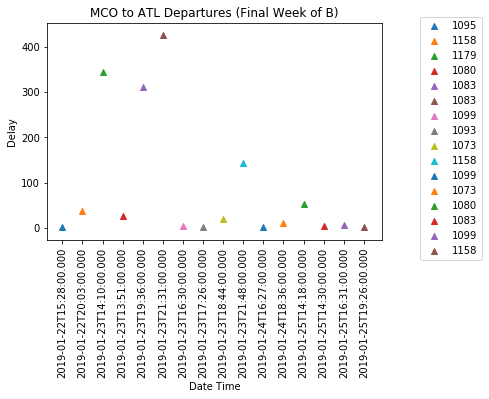 MCO to ATL Departures (Final Week of B)
Delay
400
300
200
100
0
2019-01-22T15:28:00.000
2019-01-22T20:03:00.000
2019-01-23T14:10:00.000
2019-01-23T13:51:00.000
2019-01-23T19:36:00.000
2019-01-23T21:31:00.000
2019-01-23T16:30:00.000
2019-01-23T17:26:00.000
2019-01-23T18:44:00.000
2019-01-23T21:48:00.000
2019-01-24T16:27:00.000
2019-01-24T18:36:00.000
2019-01-25T14:18:00.000
2019-01-25T14:30:00.000
2019-01-25T16:31:00.000
2019-01-25T19:26:00.000
Date Time
1095
1158
1179
1080
1083
1083
1099
1093
1073
1158
1099
1073
1080
1083
1099
1158